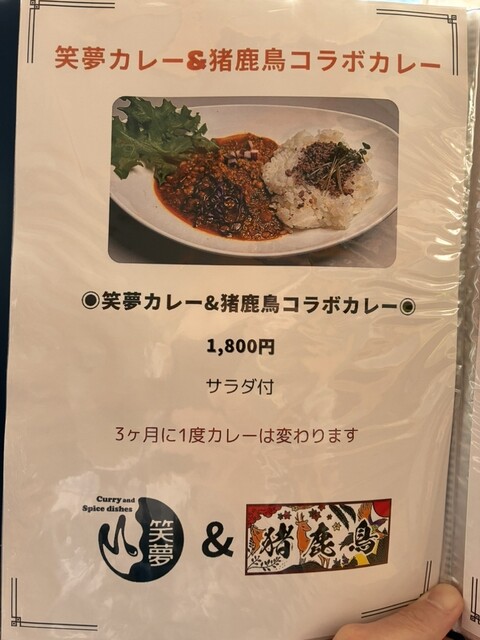 笑夢カレー&猪鹿鳥コラボカレー
◉笑夢カレー&猪鹿鳥コラボカレー◉
1,800円
サラダ付
3ヶ月に1度カレーは変わります
Curry and
Spice dishes
笑夢
&
猪鹿鳥